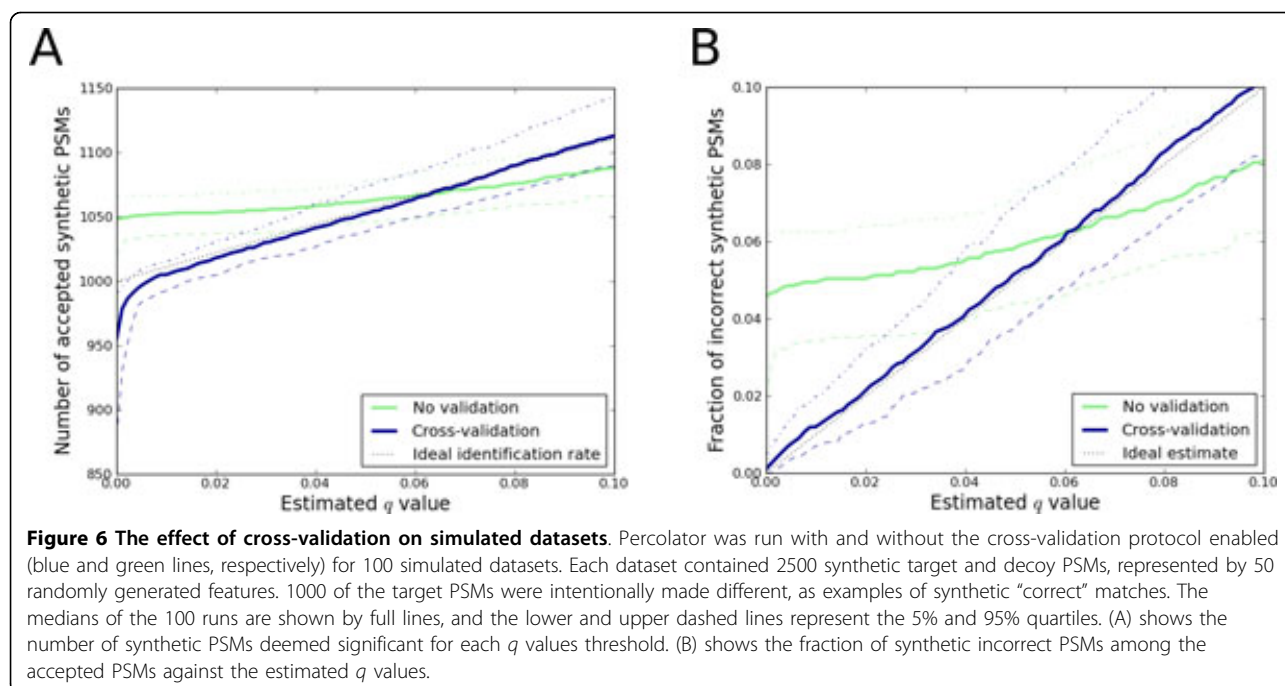 A
B
1150
1100
1050
1000
950
900
850
0.00
0.02
0.04
0.06
0.08
0.10
Number of accepted synthetic PSMs
Estimated q value
No validation
Cross-validation
Ideal identification rate
0.10
0.08
0.06
0.04
0.02
0.00
0.00
0.02
0.04
0.06
0.08
0.10
Fraction of incorrect synthetic PSMs
Estimated q value
No validation
Cross-validation
Ideal estimate
Figure 6 The effect of cross-validation on simulated datasets. Percolator was run with and without the cross-validation protocol enabled
(blue and green lines, respectively) for 100 simulated datasets. Each dataset contained 2500 synthetic target and decoy PSMs, represented by 50
randomly generated features. 1000 of the target PSMs were intentionally made different, as examples of synthetic “correct” matches. The
medians of the 100 runs are shown by full lines, and the lower and upper dashed lines represent the 5% and 95% quartiles. (A) shows the
number of synthetic PSMs deemed significant for each q values threshold. (B) shows the fraction of synthetic incorrect PSMs among the
accepted PSMs against the estimated q values.